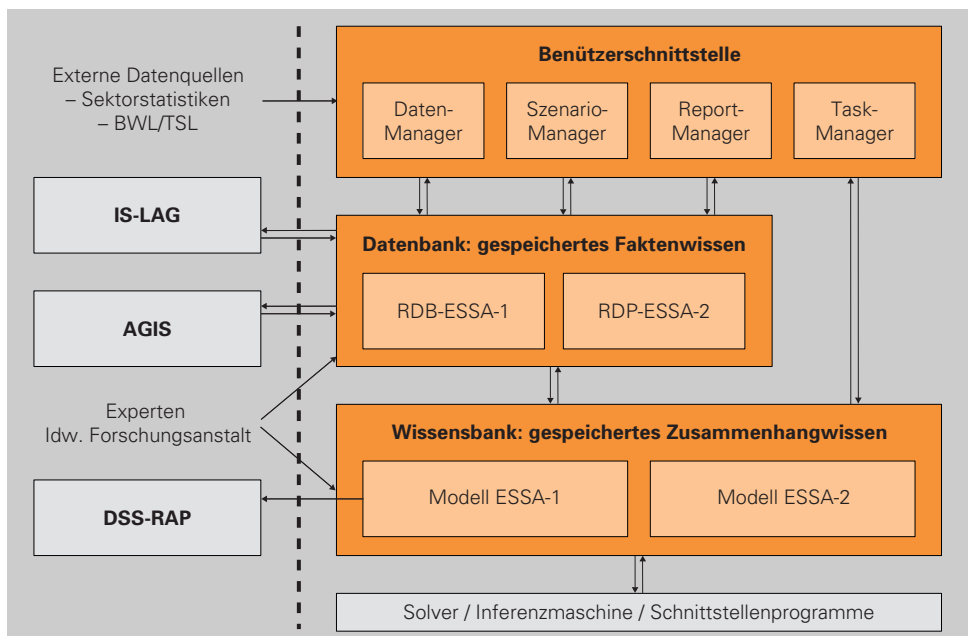 Externe Datenquellen
– Sektorstatistiken
– BWL/TSL
IS-LAG
AGIS
Experten
ldw. Forschungsanstalt
DSS-RAP
Benützerschnittstelle
Daten-
Manager
Szenario-
Manager
Report-
Manager
Task-
Manager
Datenbank: gespeichertes Faktenwissen
RDB-ESSA-1
RDP-ESSA-2
Wissensbank: gespeichertes Zusammenhangwissen
Modell ESSA-1
Modell ESSA-2
Solver / Inferenzmaschine / Schnittstellenprogramme